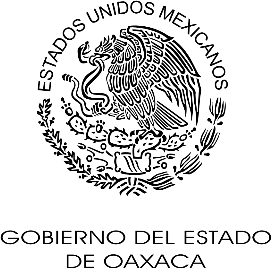 ESTADOS UNIDOS MEXICANOS
GOBIERNO DEL ESTADO
DE OAXACA